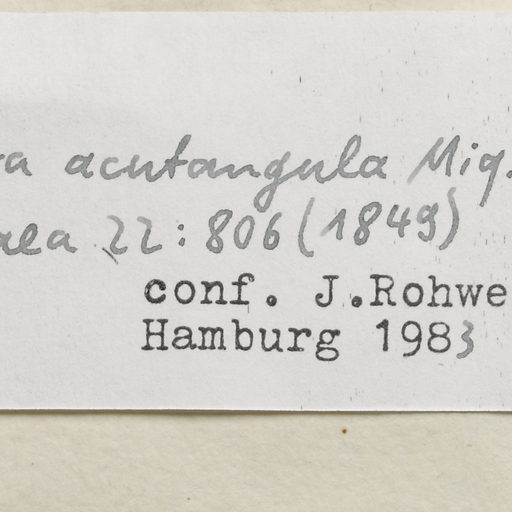 acutangula Miq.
22:806 (1849)
conf. J.Rohwe
Hamburg 1983